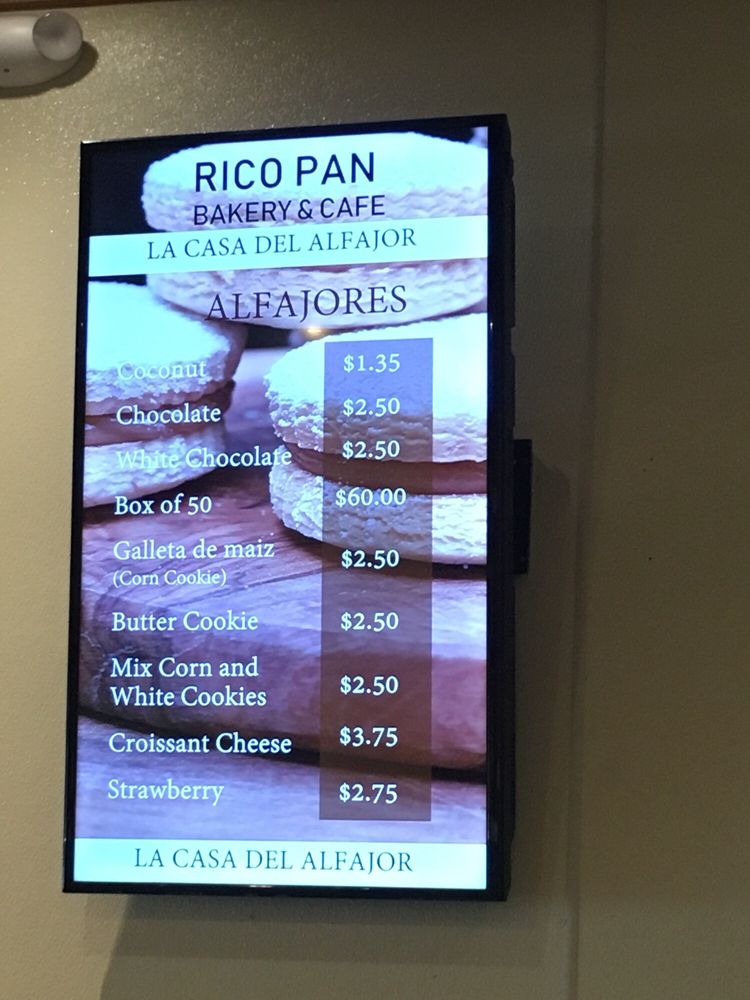 RICO PAN
BAKERY & CAFE
LA CASA DEL ALFAJOR
ALFAJORES
Coconut $1.35
Chocolate $2.50
White Chocolate $2.50
Box of 50 $60.00
Galleta de maiz
(Corn Cookie) $2.50
Butter Cookie $2.50
Mix Corn and
White Cookies $2.50
Croissant Cheese $3.75
Strawberry $2.75
LA CASA DEL ALFAJOR